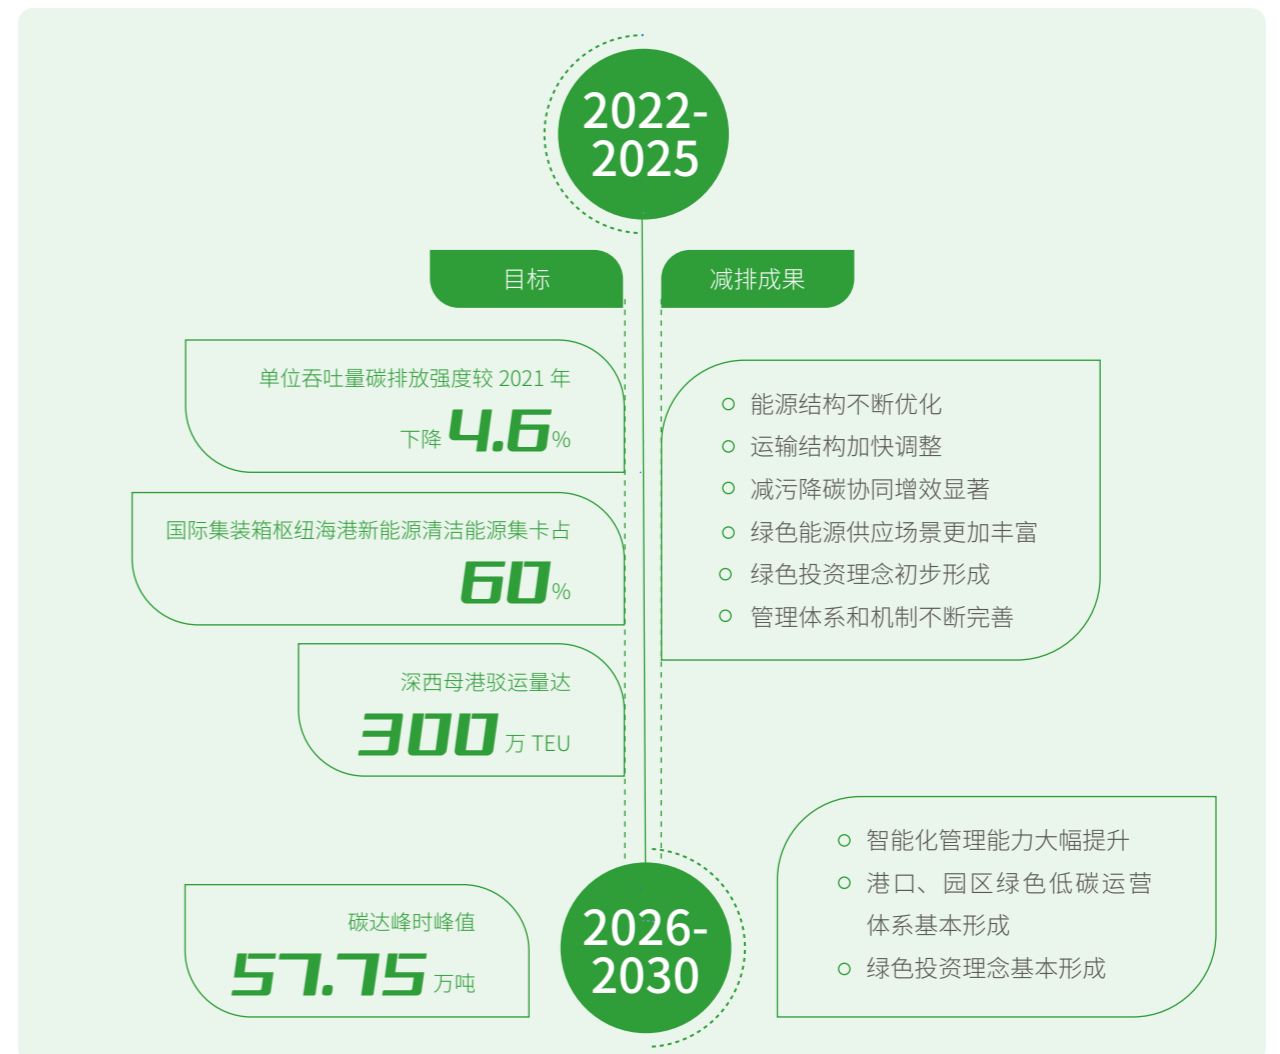 2022-
2025
目标
减排成果
单位吞吐量碳排放强度较 2021 年
下降 4.6%
国际集装箱枢纽海港新能源清洁能源集卡占
60%
深西母港驳运量达
300 万 TEU
能源结构不断优化
运输结构加快调整
减污降碳协同增效显著
绿色能源供应场景更加丰富
绿色投资理念初步形成
管理体系和机制不断完善
2026-
2030
碳达峰时峰值
57.75 万吨
智能化管理能力大幅提升
港口、园区绿色低碳运营
体系基本形成
绿色投资理念基本形成